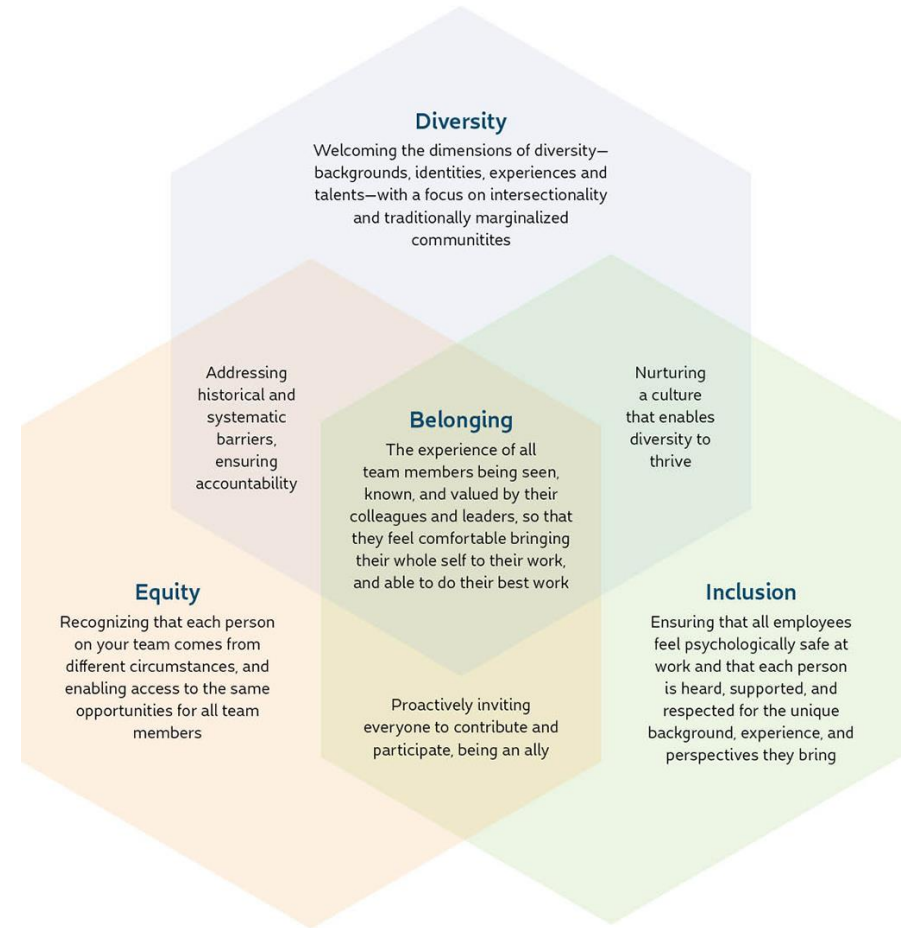 Diversity
Welcoming the dimensions of diversity—
backgrounds, identities, experiences and
talents—with a focus on intersectionality
and traditionally marginalized
communitites
Addressing
historical and
systematic
barriers,
ensuring
accountability
Belonging
The experience of all
team members being seen,
known, and valued by their
colleagues and leaders, so that
they feel comfortable bringing
their whole self to their work,
and able to do their best work
Nurturing
a culture
that enables
diversity to
thrive
Equity
Recognizing that each person
on your team comes from
different circumstances, and
enabling access to the same
opportunities for all team
members
Proactively inviting
everyone to contribute and
participate, being an ally
Inclusion
Ensuring that all employees
feel psychologically safe at
work and that each person
is heard, supported, and
respected for the unique
background, experience, and
perspectives they bring